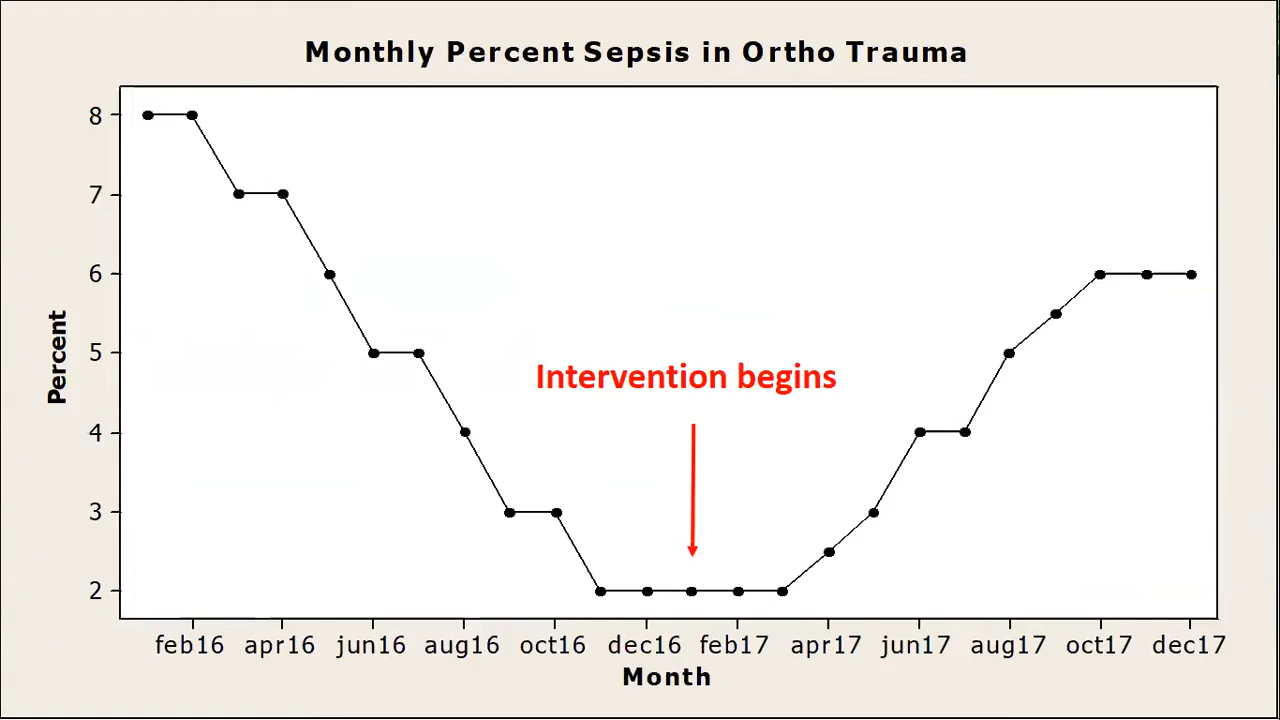 Monthly Percent Sepsis in Ortho Trauma
8
7
6
5
4
3
2
Percent
Intervention begins
feb16 apr16 jun16 aug16 oct16 dec16 feb17 apr17 jun17 aug17 oct17 dec17
Month